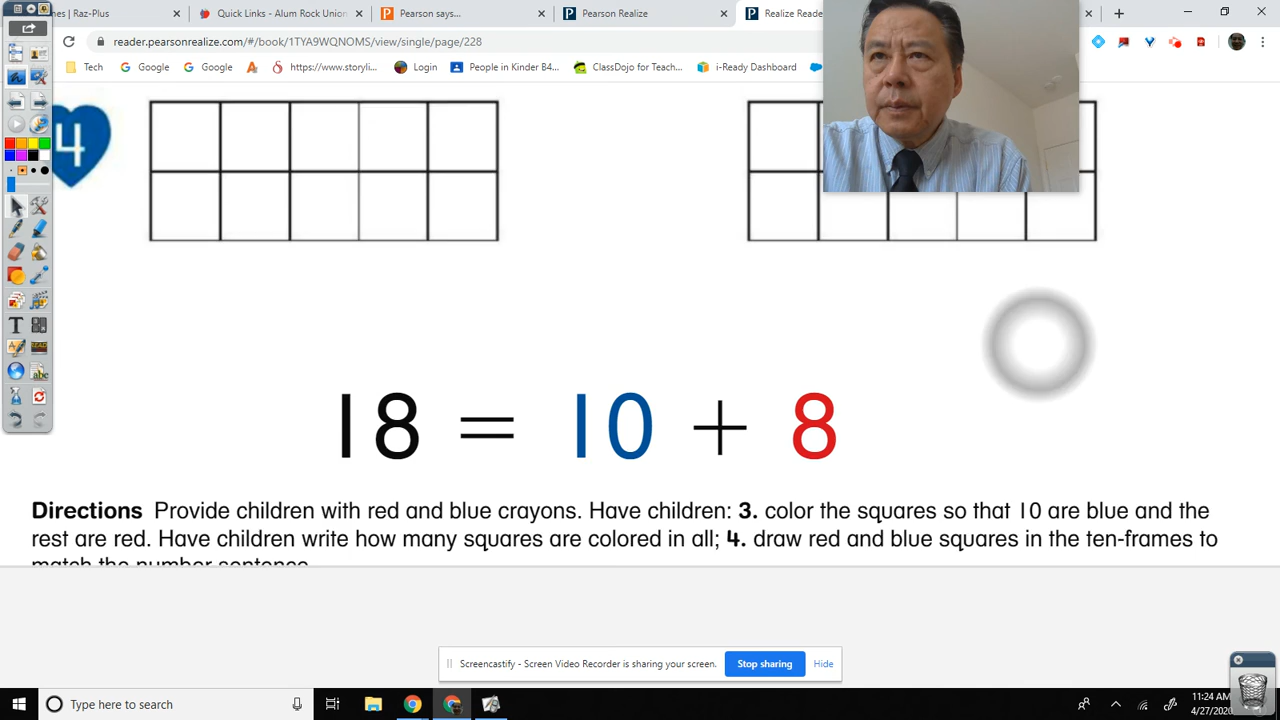 nes | Raz-Plus
Quick Links - Alum Rock Union
Pearson says...
Pearson Realize
Realize Reade
reader.pearsonrealize.com/#/book/1TYA9WQNOMS/view/single/page/228
Tech
Google
Google
https://www.storyli...
Login
People in Kinder B4...
ClassDojo for Teach...
i-Ready Dashboard
4
18 = 10 + 8
Directions Provide children with red and blue crayons. Have children: 3. color the squares so that 10 are blue and the
rest are red. Have children write how many squares are colored in all; 4. draw red and blue squares in the ten-frames to
match the number sentence.
Screencastify - Screen Video Recorder is sharing your screen.
Stop sharing
Hide
Type here to search
11:24 AM
4/27/2020